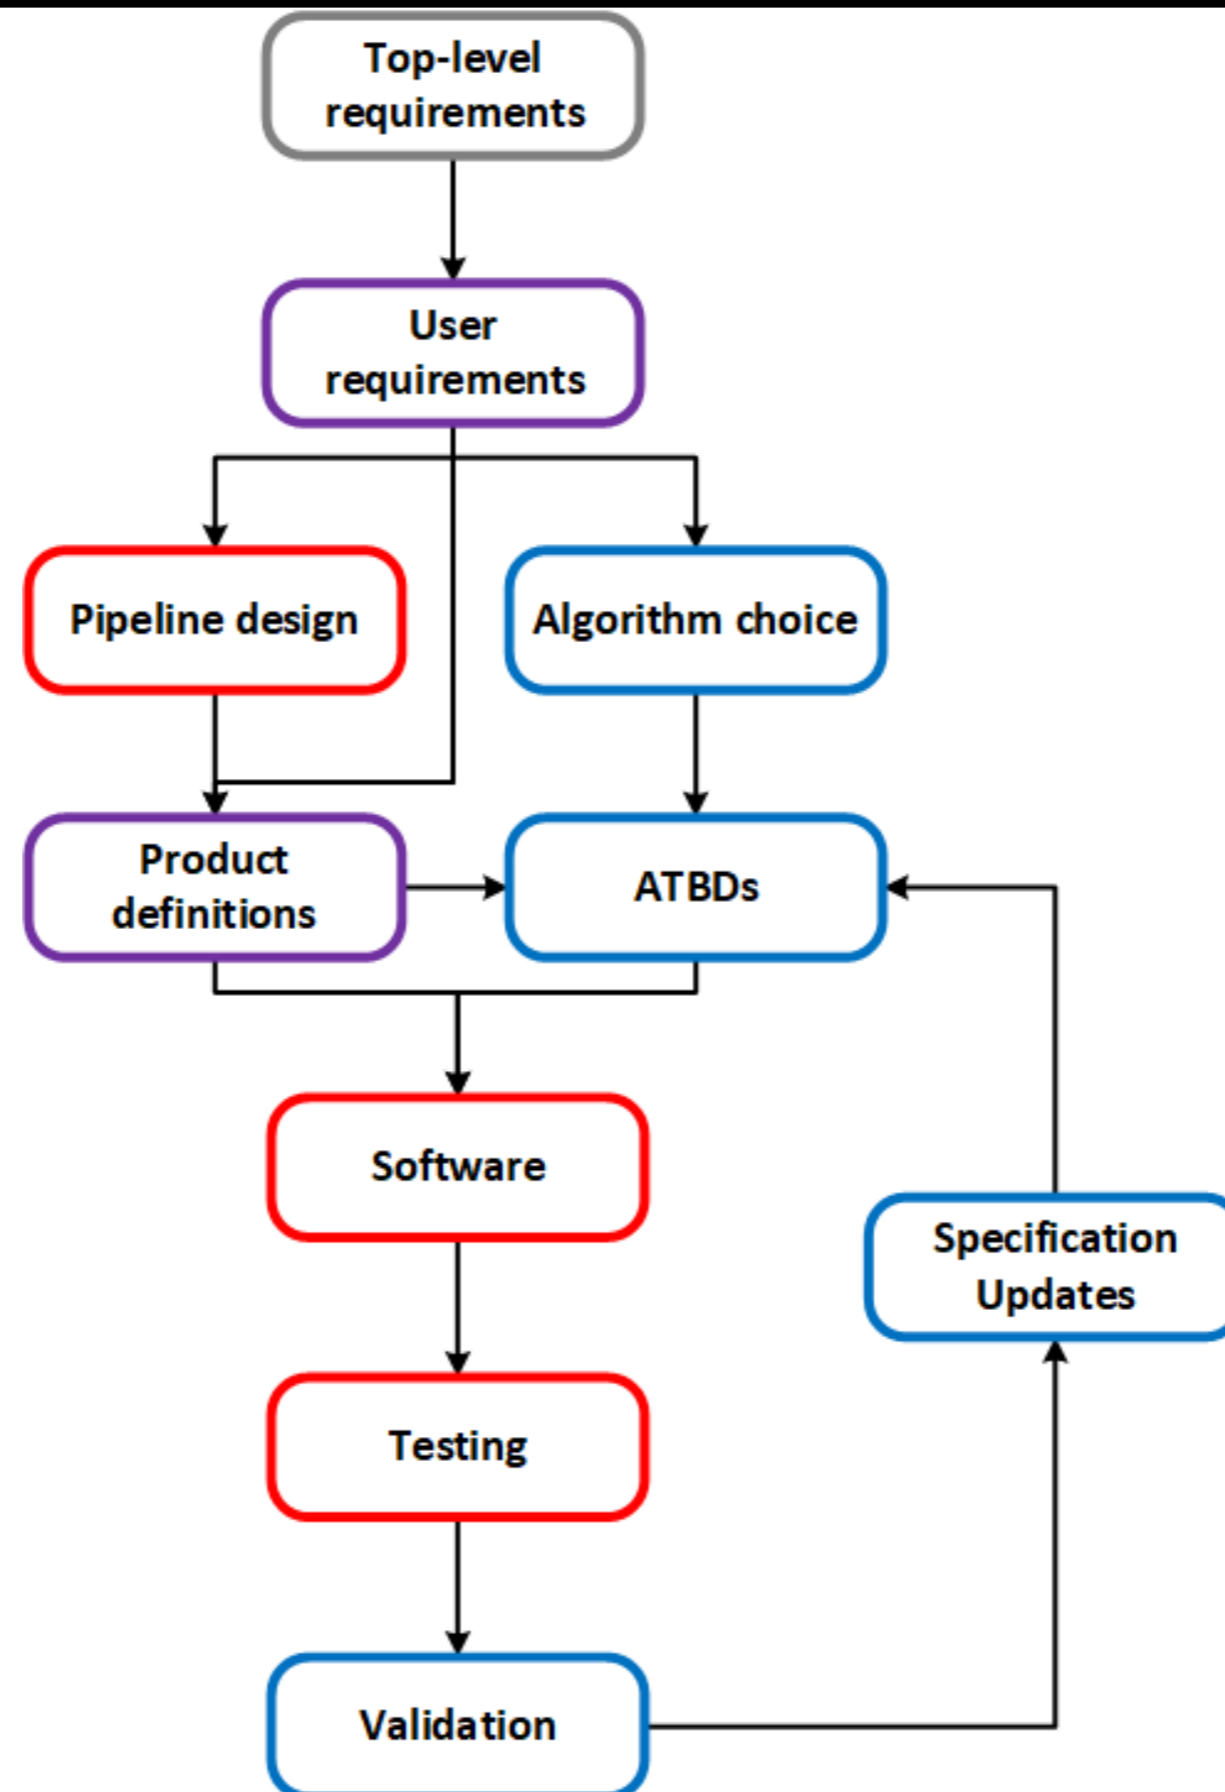 Top-level
requirements
User
requirements
Pipeline design
Algorithm choice
Product
definitions
ATBDs
Software
Specification
Updates
Testing
Validation